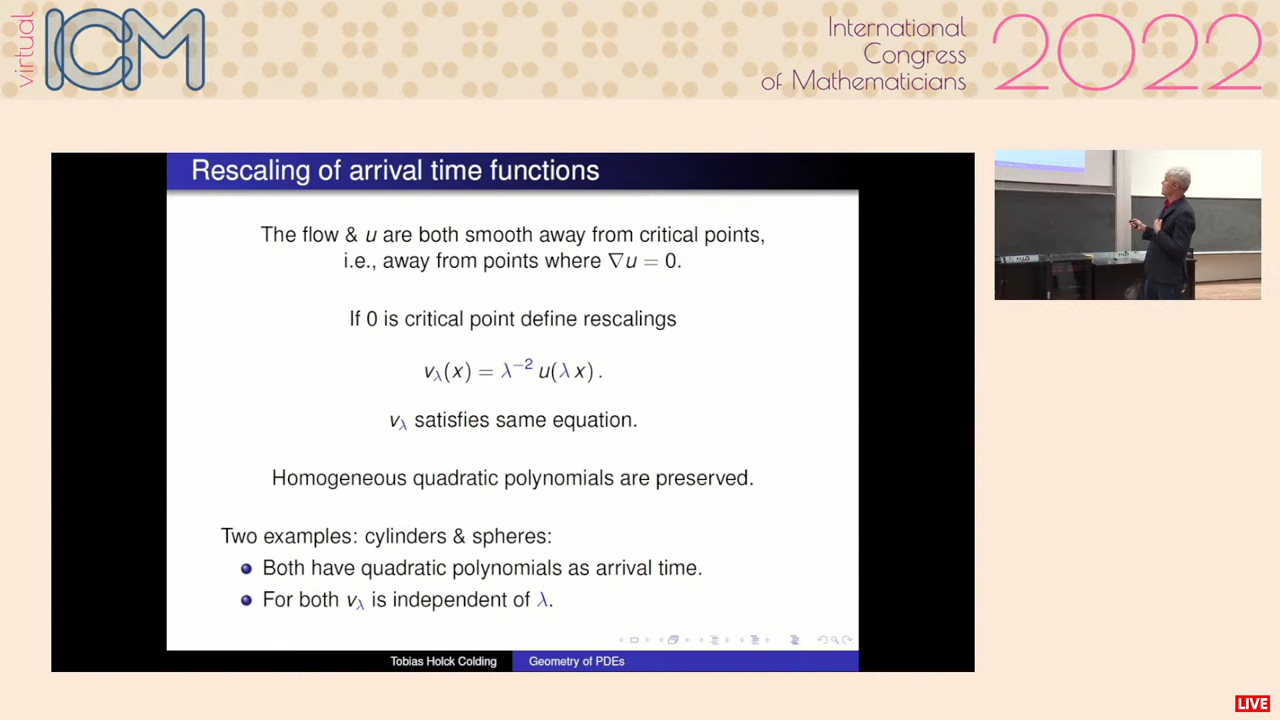 virtual
ICM
International
Congress
of Mathematicians
2022
Rescaling of arrival time functions
The flow & u are both smooth away from critical points,
i.e., away from points where ∇u = 0.
If 0 is critical point define rescalings
v_λ(x) = λ⁻² u(λ x) .
v_λ satisfies same equation.
Homogeneous quadratic polynomials are preserved.
Two examples: cylinders & spheres:
Both have quadratic polynomials as arrival time.
For both v_λ is independent of λ.
Tobias Holck Colding
Geometry of PDEs
LIVE